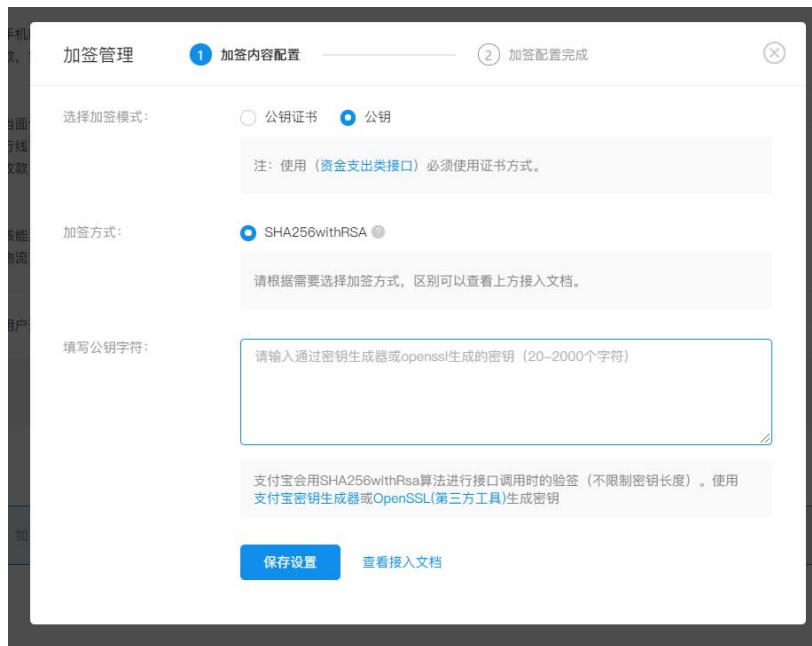 加签管理
1 加签内容配置
2 加签配置完成
选择加签模式：
公钥证书 公钥
注：使用（资金支出类接口）必须使用证书方式。
加签方式：
SHA256withRSA ?
请根据需要选择加签方式，区别可以查看上方接入文档。
填写公钥字符：
请输入通过密钥生成器或openssl生成的密钥（20-2000个字符）
支付宝会用SHA256withRsa算法进行接口调用时的验签（不限制密钥长度）。使用
支付宝密钥生成器或OpenSSL(第三方工具)生成密钥
保存设置 查看接入文档
如